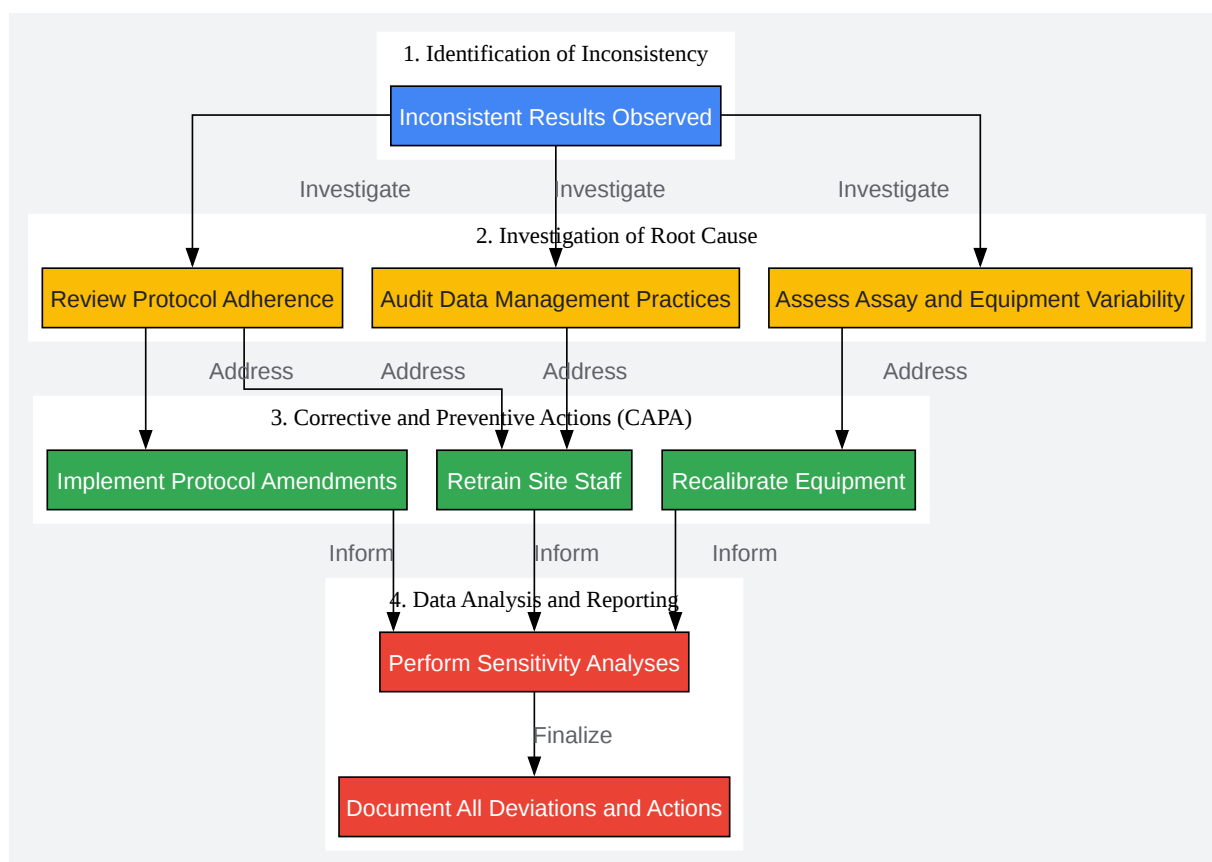 1. Identification of Inconsistency
Inconsistent Results Observed
Investigate
Investigate
Investigate
2. Investigation of Root Cause
Review Protocol Adherence
Audit Data Management Practices
Assess Assay and Equipment Variability
Address
Address
Address
Address
3. Corrective and Preventive Actions (CAPA)
Implement Protocol Amendments
Retrain Site Staff
Recalibrate Equipment
Inform
Inform
Inform
4. Data Analysis and Reporting
Perform Sensitivity Analyses
Finalize
Document All Deviations and Actions